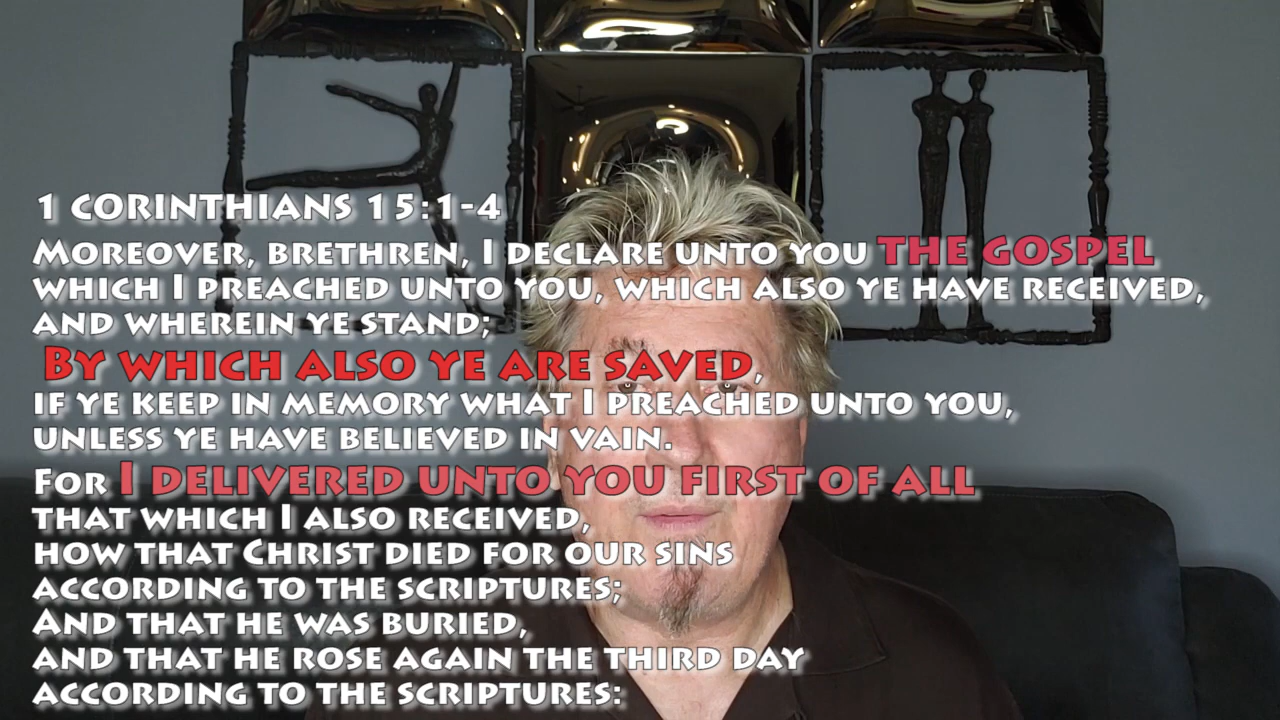 1 CORINTHIANS 15:1-4
MOREOVER, BRETHREN, I DECLARE UNTO YOU THE GOSPEL
WHICH I PREACHED UNTO YOU, WHICH ALSO YE HAVE RECEIVED,
AND WHEREIN YE STAND;
BY WHICH ALSO YE ARE SAVED,
IF YE KEEP IN MEMORY WHAT I PREACHED UNTO YOU,
UNLESS YE HAVE BELIEVED IN VAIN.
FOR I DELIVERED UNTO YOU FIRST OF ALL
THAT WHICH I ALSO RECEIVED,
HOW THAT CHRIST DIED FOR OUR SINS
ACCORDING TO THE SCRIPTURES;
AND THAT HE WAS BURIED,
AND THAT HE ROSE AGAIN THE THIRD DAY
ACCORDING TO THE SCRIPTURES: